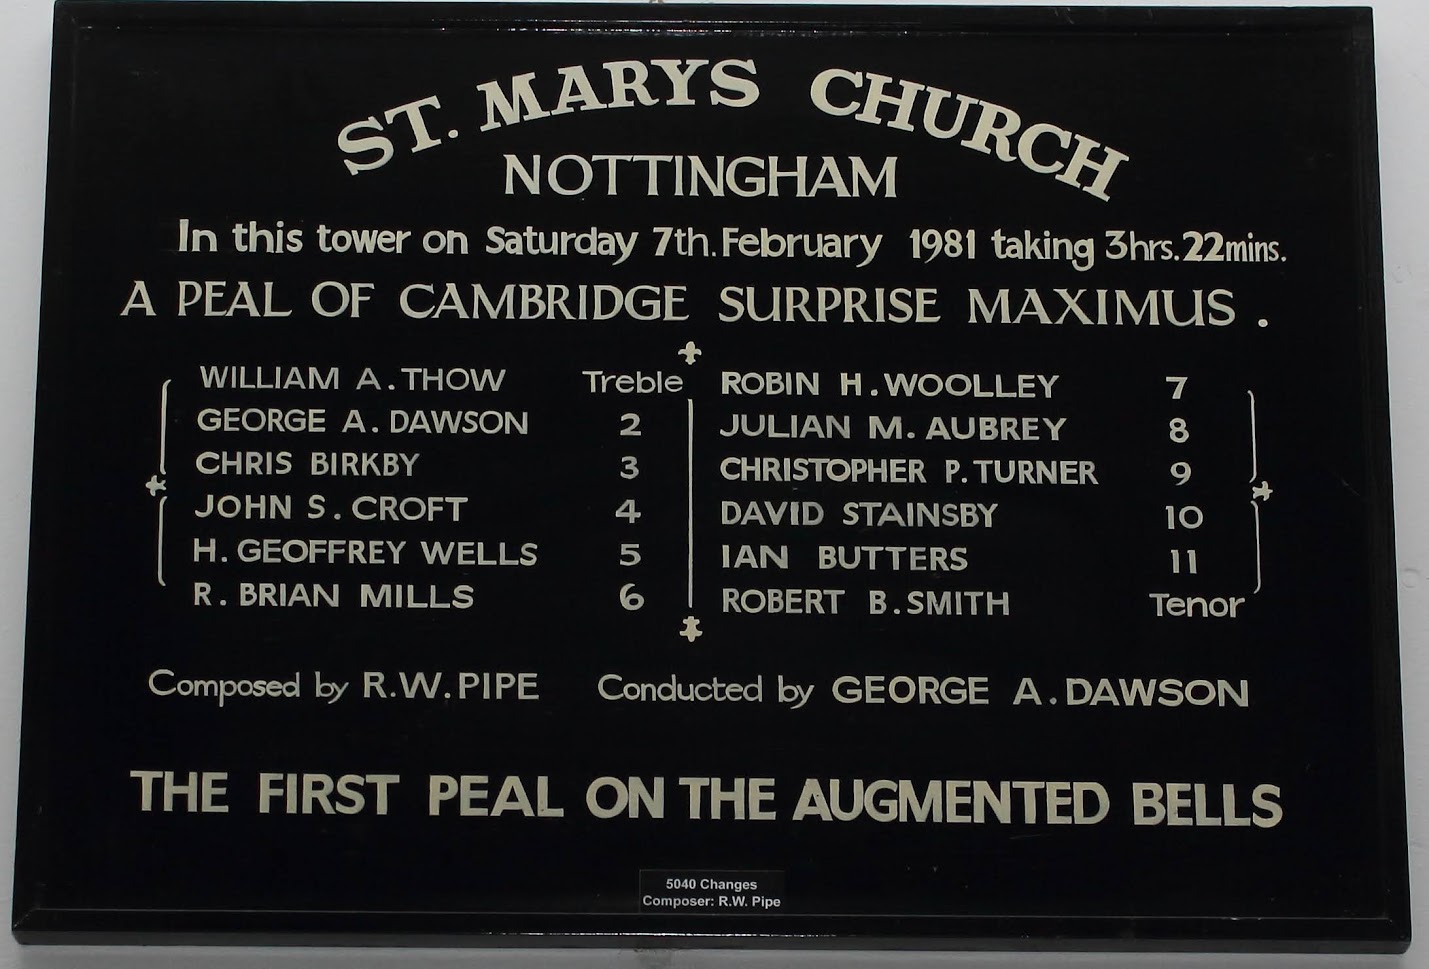 ST. MARYS CHURCH
NOTTINGHAM
In this tower on Saturday 7th. February 1981 taking 3hrs. 22mins.
A PEAL OF CAMBRIDGE SURPRISE MAXIMUS .
WILLIAM A. THOW Treble
GEORGE A. DAWSON 2
CHRIS BIRKBY 3
JOHN S. CROFT 4
H. GEOFFREY WELLS 5
R. BRIAN MILLS 6
ROBIN H. WOOLLEY 7
JULIAN M. AUBREY 8
CHRISTOPHER P. TURNER 9
DAVID STAINSBY 10
IAN BUTTERS 11
ROBERT B. SMITH Tenor
Composed by R.W. PIPE Conducted by GEORGE A. DAWSON
THE FIRST PEAL ON THE AUGMENTED BELLS
5040 Changes
Composer: R.W. Pipe